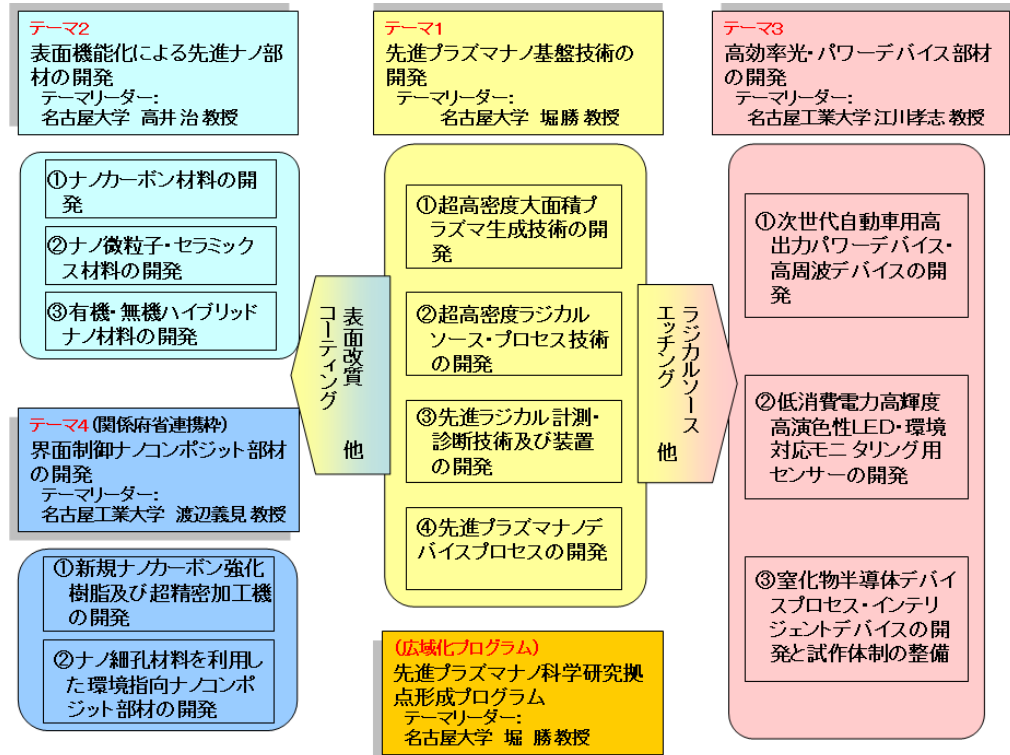 テーマ2
表面機能化による先進ナノ部
材の開発
テーマリーダー:
名古屋大学 高井 治 教授
①ナノカーボン材料の開
発
②ナノ微粒子・セラミック
ス材料の開発
③有機・無機ハイブリッド
ナノ材料の開発
テーマ4(関係府省連携枠)
界面制御ナノコンポジット部材
の開発
テーマリーダー:
名古屋工業大学 渡辺義見 教授
①新規ナノカーボン強化
樹脂及び超精密加工機
の開発
②ナノ細孔材料を利用し
た環境指向ナノコンポ
ジット部材の開発
表面改質
コーティング 他
テーマ1
先進プラズマナノ基盤技術の
開発
テーマリーダー:
名古屋大学 堀勝 教授
①超高密度大面積プ
ラズマ生成技術の開
発
②超高密度ラジカル
ソース・プロセス技術
の開発
③先進ラジカル計測・
診断技術及び装置
の開発
④先進プラズマナノデ
バイスプロセスの開発
(広域化プログラム)
先進プラズマナノ科学研究拠
点形成プログラム
テーマリーダー:
名古屋大学 堀 勝 教授
ラジカルソース
エッチング 他
テーマ3
高効率光・パワーデバイス部材
の開発
テーマリーダー:
名古屋工業大学 江川孝志 教授
①次世代自動車用高
出力パワーデバイス・
高周波デバイスの開
発
②低消費電力高輝度
高演色性LED・環境
対応モニタリング用
センサーの開発
③窒化物半導体デバイ
スプロセス・インテリ
ジェントデバイスの開
発と試作体制の整備